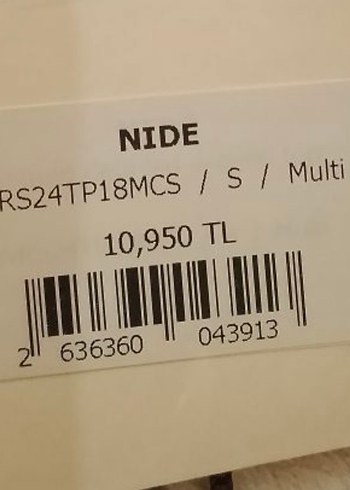 NIDE
RS24TP18MCS / S / Multi
10,950 TL
2 636360 043913